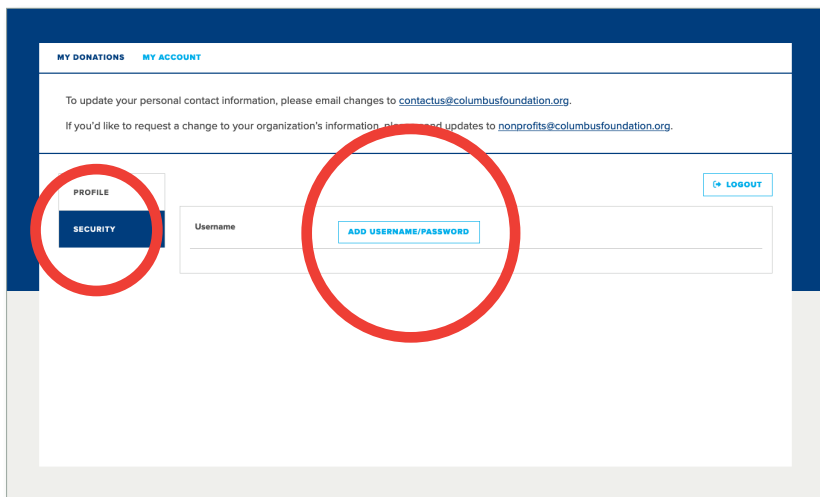 MY DONATIONS MY ACCOUNT
To update your personal contact information, please email changes to contactus@columbusfoundation.org.
If you'd like to request a change to your organization's information, please send updates to nonprofits@columbusfoundation.org.
PROFILE
LOGOUT
SECURITY
Username
ADD USERNAME/PASSWORD